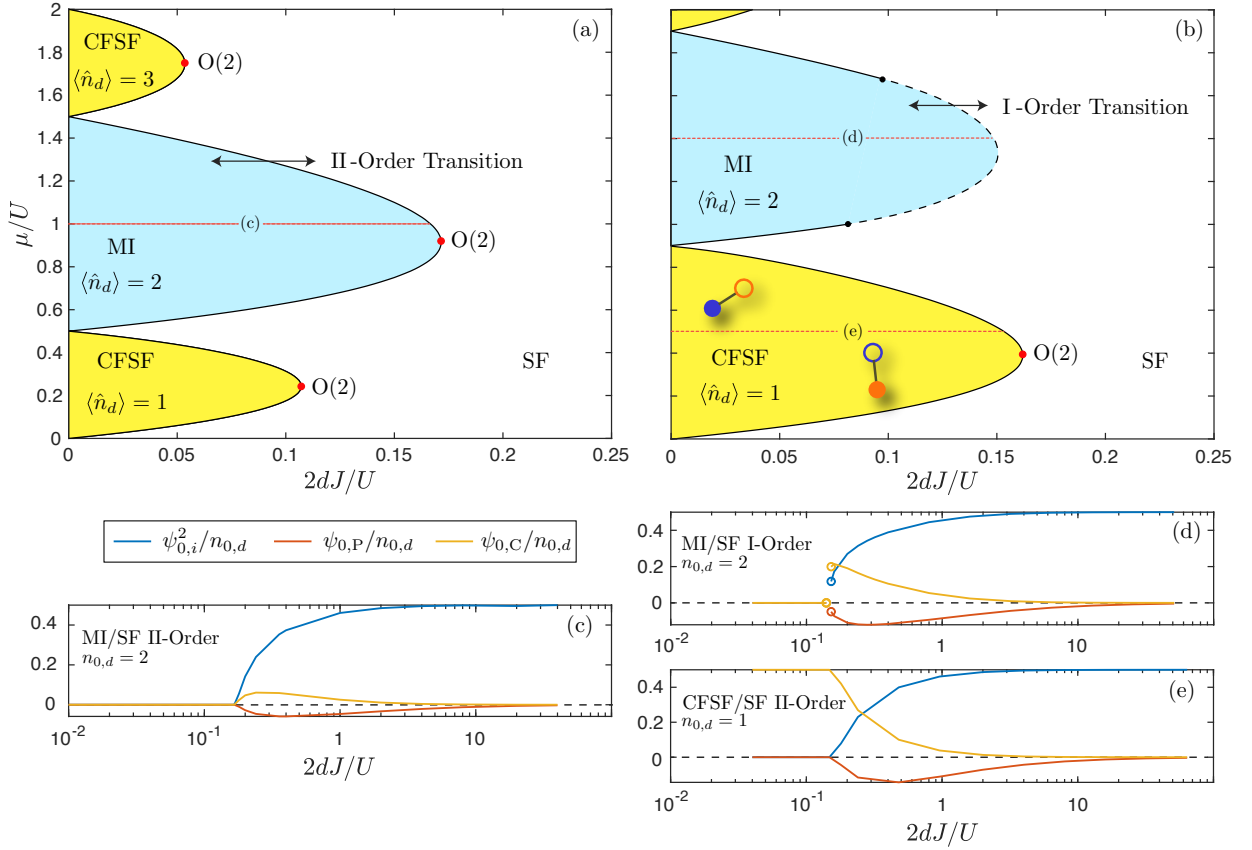 (a)
2
1.8
1.6
1.4
1.2
1
0.8
0.6
0.4
0.2
0
μ/U
CFSF
⟨n̂_d⟩ = 3
O(2)
II-Order Transition
(c)
MI
⟨n̂_d⟩ = 2
O(2)
CFSF
⟨n̂_d⟩ = 1
O(2)
SF
0 0.05 0.1 0.15 0.2 0.25
2dJ/U
(b)
I-Order Transition
(d)
MI
⟨n̂_d⟩ = 2
(e)
CFSF
⟨n̂_d⟩ = 1
O(2)
SF
0 0.05 0.1 0.15 0.2 0.25
2dJ/U
ψ²_{0,i}/n_{0,d} ψ_{0,P}/n_{0,d} ψ_{0,C}/n_{0,d}
(c)
MI/SF II-Order
n_{0,d} = 2
0.4
0.2
0
10^{-2} 10^{-1} 1 10
2dJ/U
(d)
MI/SF I-Order
n_{0,d} = 2
0.4
0.2
0
10^{-2} 10^{-1} 1 10
(e)
CFSF/SF II-Order
n_{0,d} = 1
0.4
0.2
0
10^{-2} 10^{-1} 1 10
2dJ/U